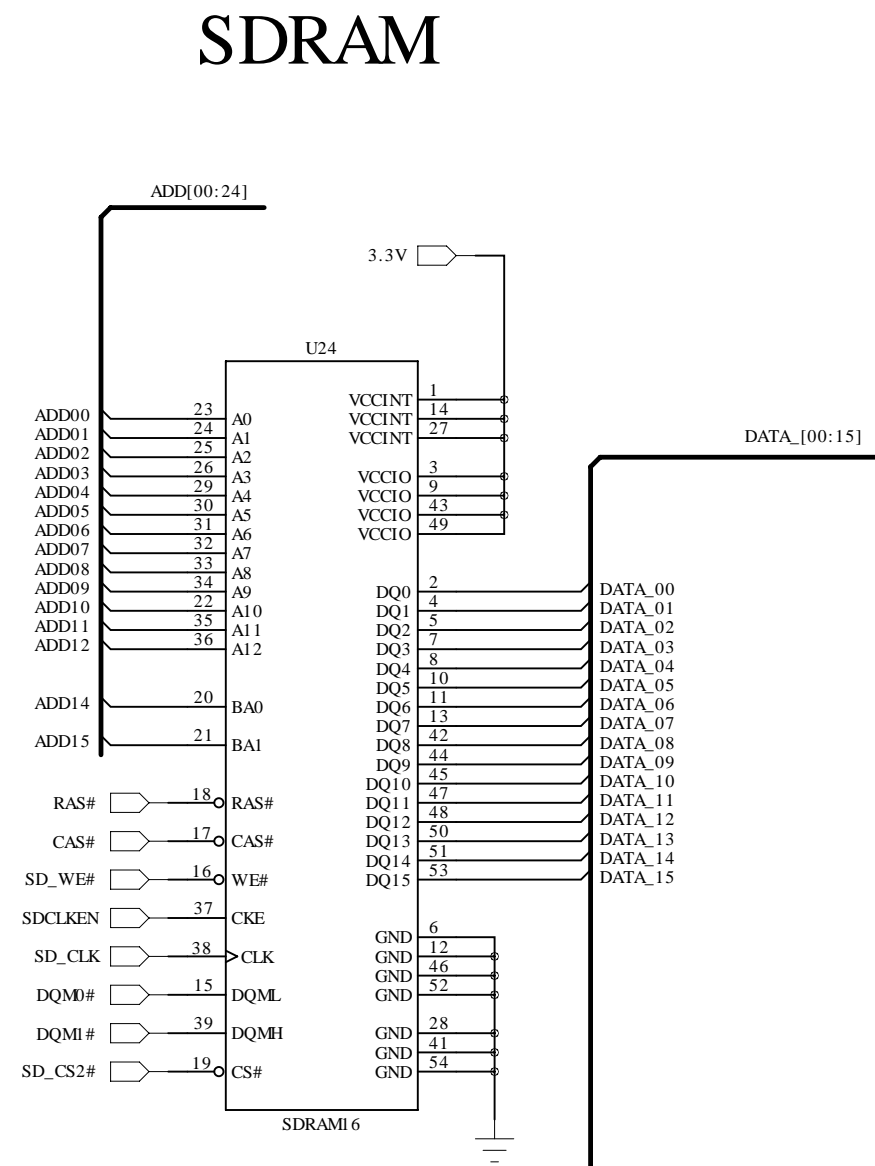 SDRAM
ADD[00:24]
3.3V
U24
ADD00 23 A0
ADD01 24 A1
ADD02 25 A2
ADD03 26 A3
ADD04 29 A4
ADD05 30 A5
ADD06 31 A6
ADD07 32 A7
ADD08 33 A8
ADD09 34 A9
ADD10 22 A10
ADD11 35 A11
ADD12 36 A12
ADD14 20 BA0
ADD15 21 BA1
RAS# 18 RAS#
CAS# 17 CAS#
SD_WE# 16 WE#
SDCLKEN 37 CKE
SD_CLK 38 CLK
DQM0# 15 DQML
DQM1# 39 DQMH
SD_CS2# 19 CS#
VCCINT 1
VCCINT 14
VCCINT 27
VCCIO 3
VCCIO 9
VCCIO 43
VCCIO 49
DATA_[00:15]
DQ0 2 DATA_00
DQ1 4 DATA_01
DQ2 5 DATA_02
DQ3 7 DATA_03
DQ4 8 DATA_04
DQ5 10 DATA_05
DQ6 11 DATA_06
DQ7 13 DATA_07
DQ8 42 DATA_08
DQ9 44 DATA_09
DQ10 45 DATA_10
DQ11 47 DATA_11
DQ12 48 DATA_12
DQ13 50 DATA_13
DQ14 51 DATA_14
DQ15 53 DATA_15
GND 6
GND 12
GND 46
GND 52
GND 28
GND 41
GND 54
SDRAM16